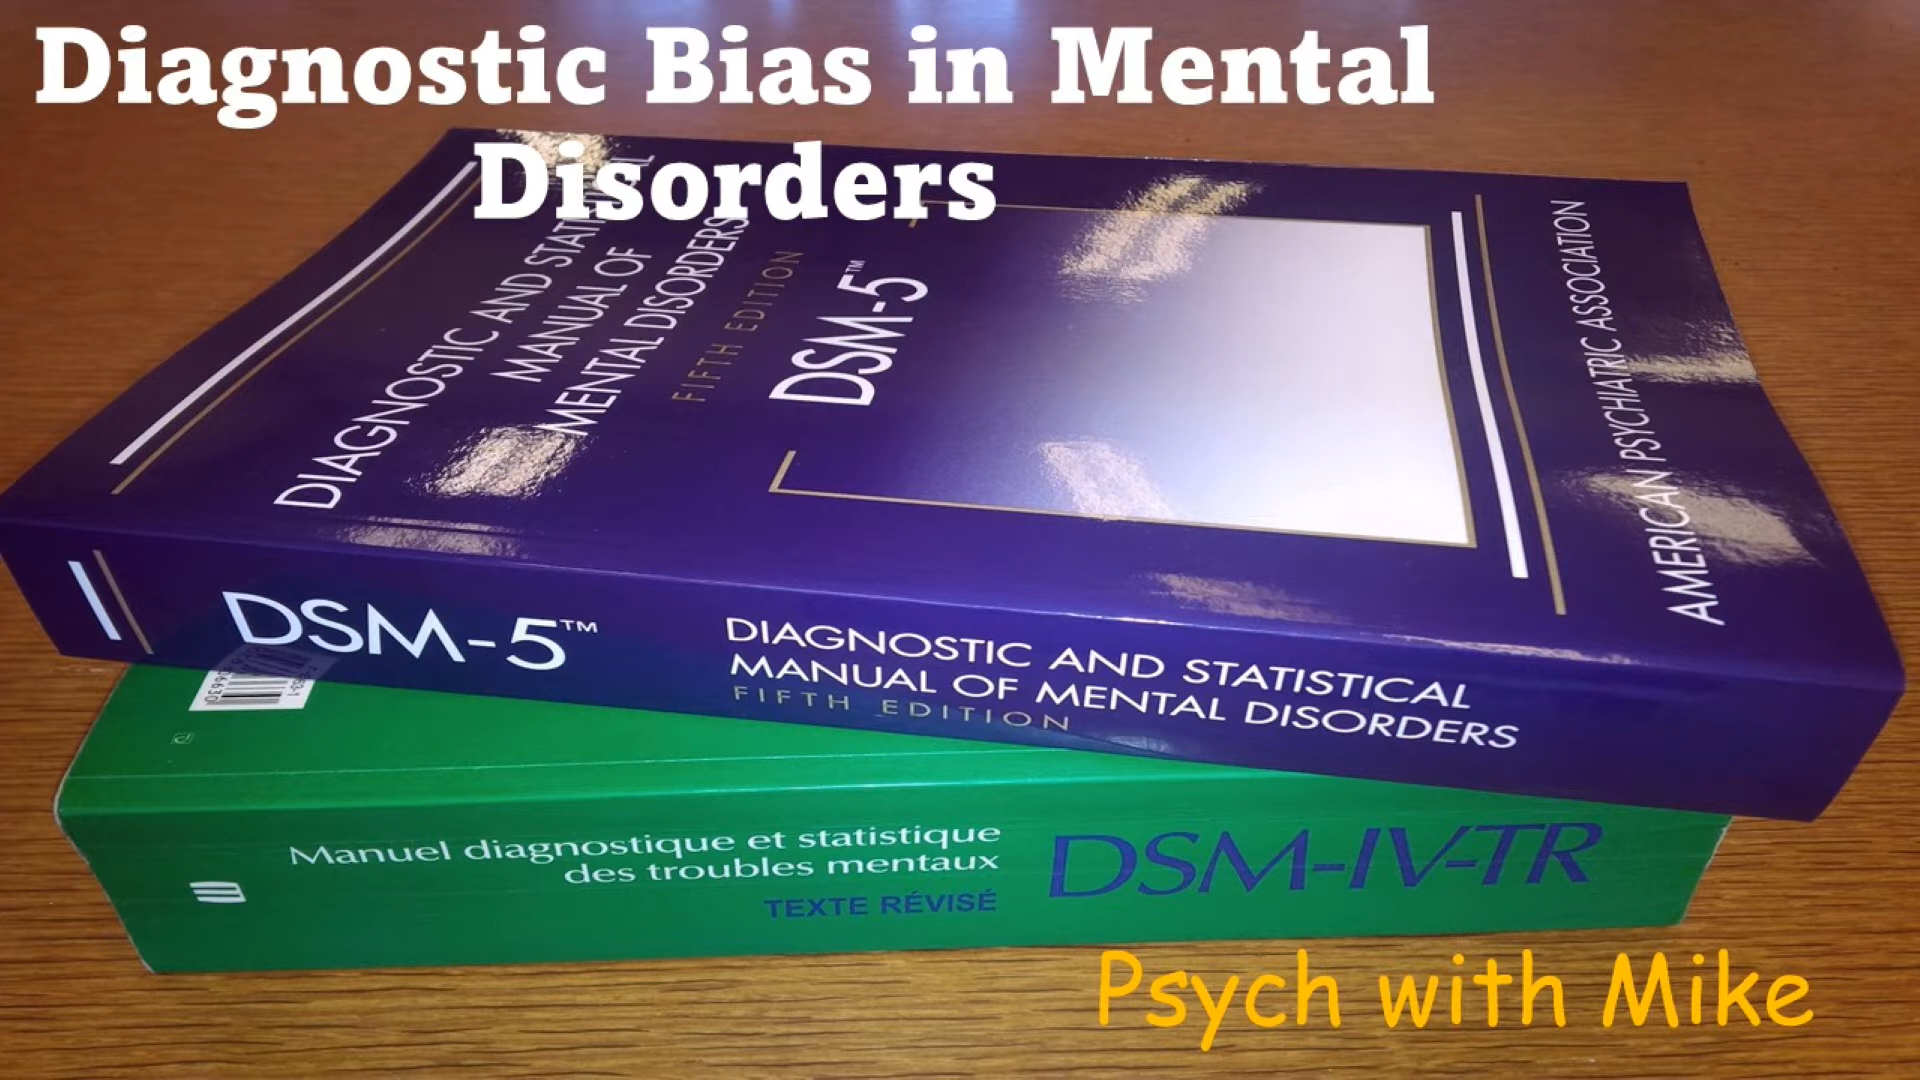 Diagnostic Bias in Mental
Disorders
DIAGNOSTIC AND
MANUAL OF
MENTAL DISORDERS
FIFTH EDITION
DSM-5™
AMERICAN PSYCHIATRIC ASSOCIATION
DSM-5™
DIAGNOSTIC AND STATISTICAL
MANUAL OF MENTAL DISORDERS
FIFTH EDITION
Manuel diagnostique et statistique
des troubles mentaux
TEXTE RÉVISÉ
DSM-IV-TR
Psych with Mike